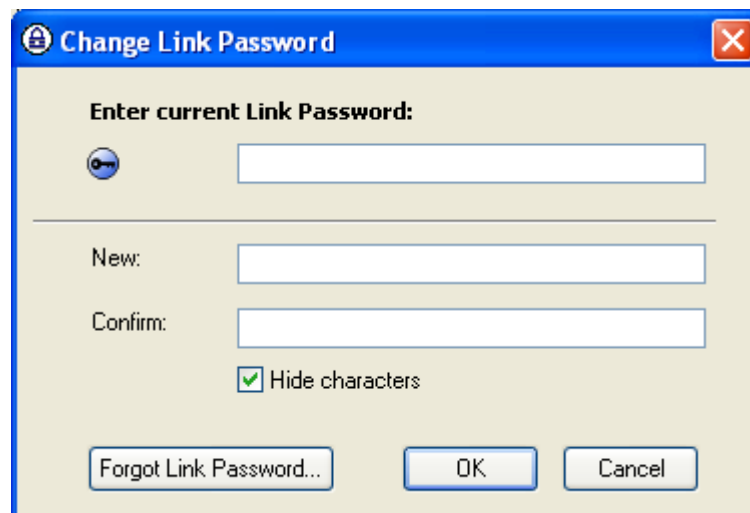 Change Link Password
Enter current Link Password:
New:
Confirm:
Hide characters
Forgot Link Password... OK Cancel